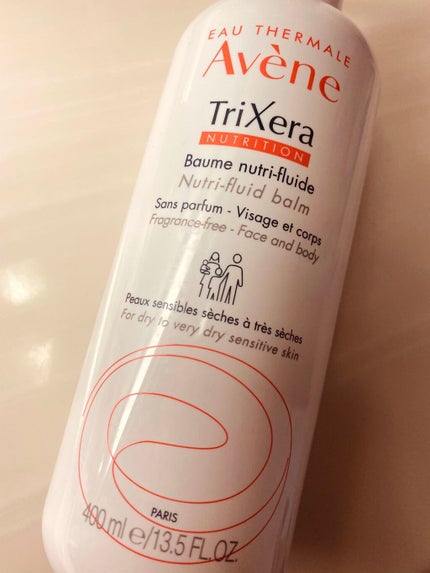 EAU THERMALE
Avène
TriXera
NUTRITION
Baume nutri-fluide
Nutri-fluid balm
Sans parfum - Visage et corps
Fragrance-free - Face and body
Peaux sensibles sèches à très sèches
For dry to very dry sensitive skin
PARIS
400 ml e/13.5 FL.OZ.